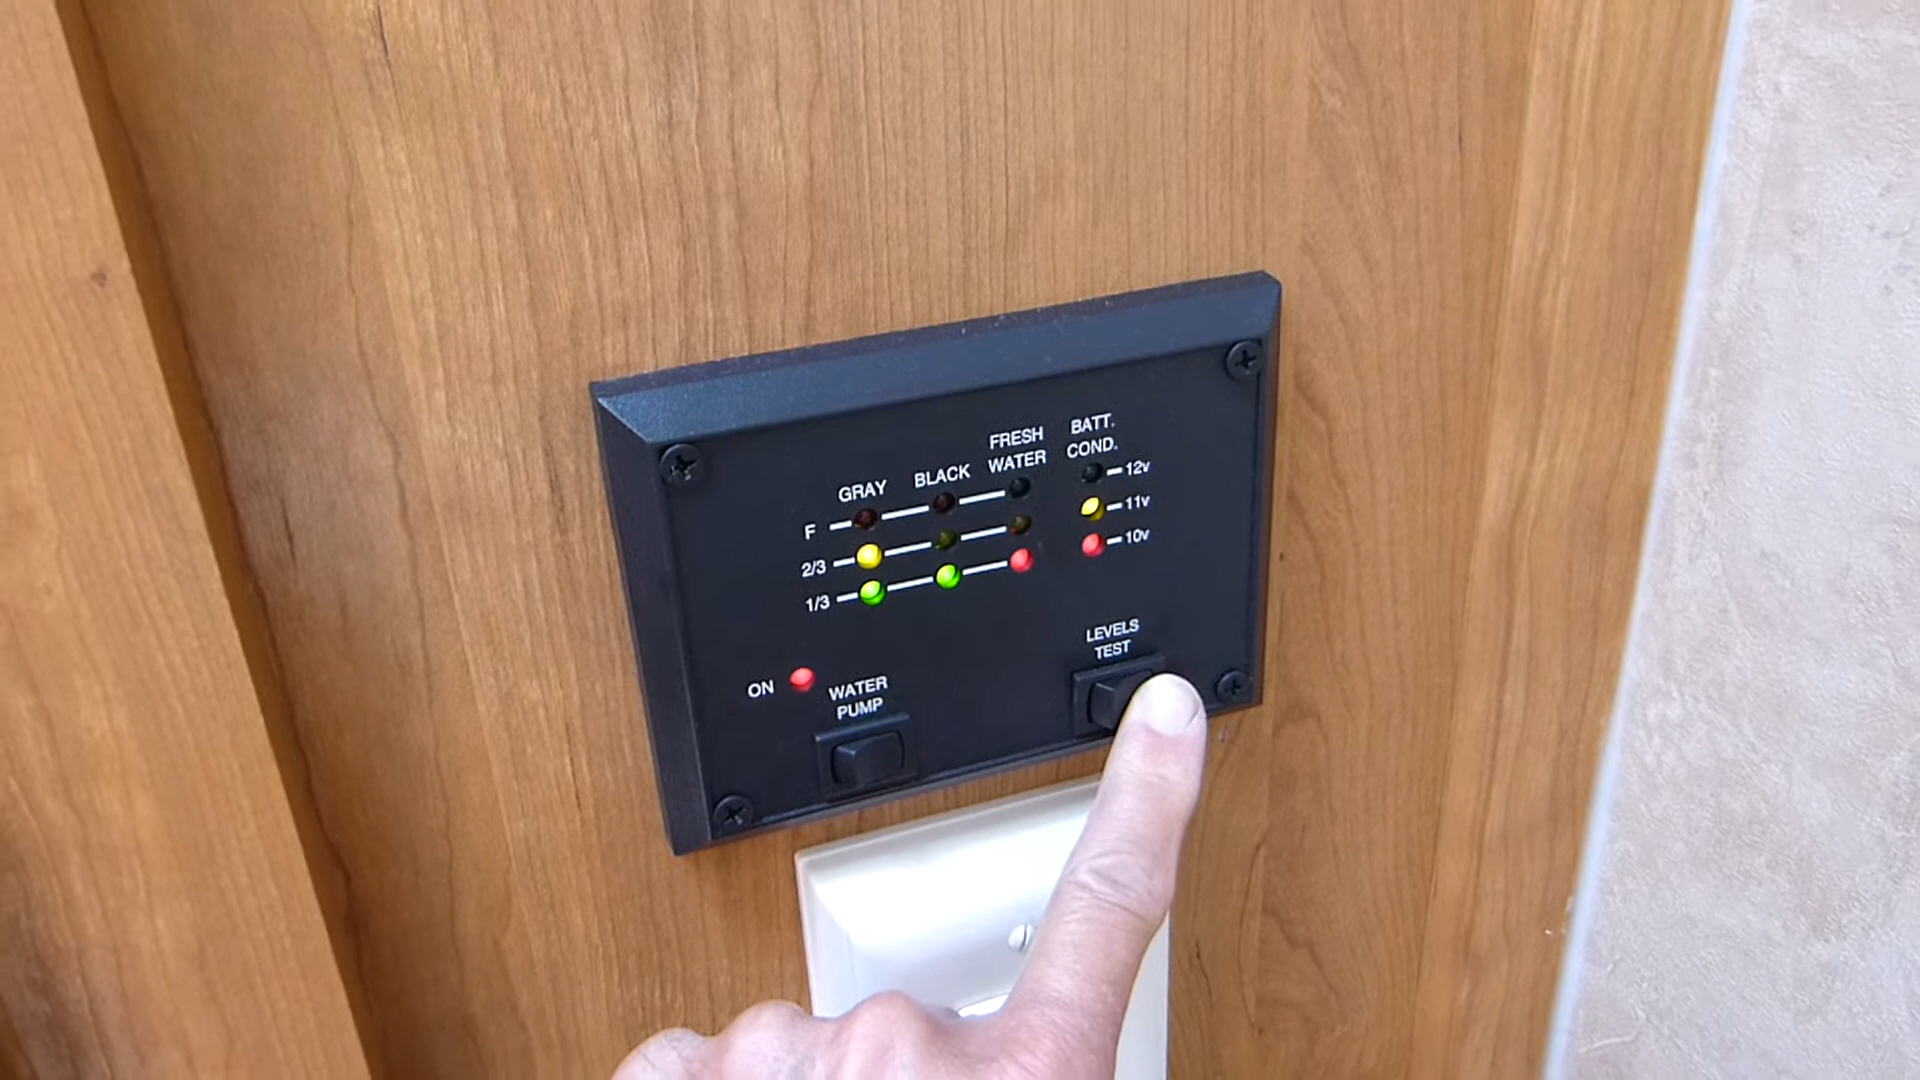 GRAY
BLACK
FRESH
WATER
BATT.
COND.
F
2/3
1/3
12v
11v
10v
ON
WATER
PUMP
LEVELS
TEST